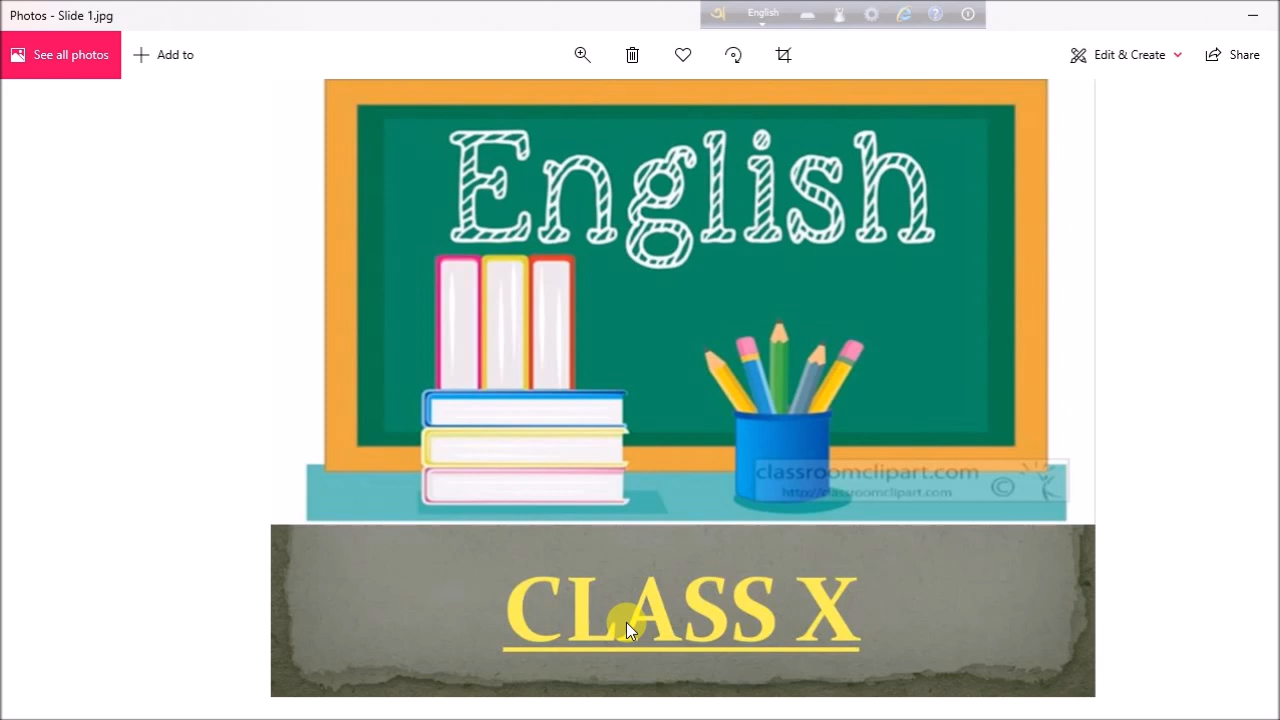 Photos - Slide 1.jpg
অ English
See all photos
Add to
Edit & Create
Share
English
classroomclipart.com
http://classroomclipart.com
©
CLASS X